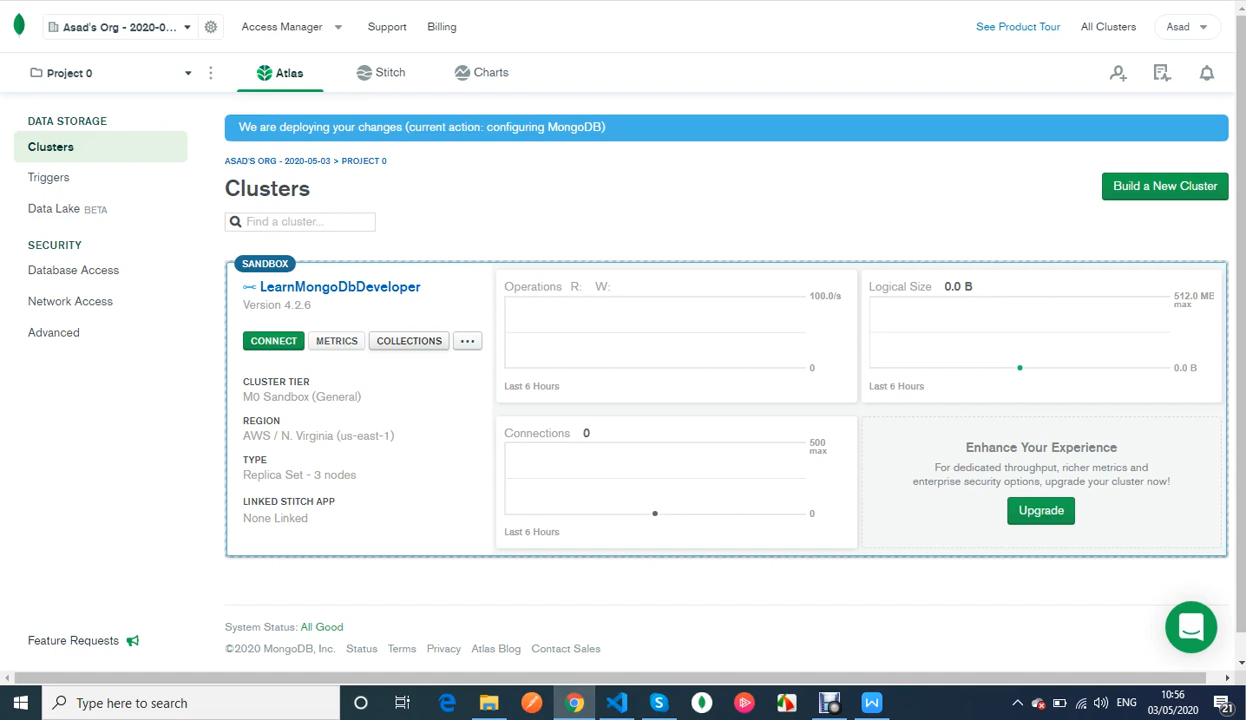 Asad's Org - 2020-0...
Access Manager
Support
Billing
See Product Tour
All Clusters
Asad
Project 0
Atlas
Stitch
Charts
DATA STORAGE
Clusters
Triggers
Data Lake BETA
SECURITY
Database Access
Network Access
Advanced
Feature Requests
We are deploying your changes (current action: configuring MongoDB)
ASAD'S ORG - 2020-05-03 > PROJECT 0
Clusters
Build a New Cluster
Find a cluster...
SANDBOX
LearnMongoDbDeveloper
Version 4.2.6
CONNECT
METRICS
COLLECTIONS
...
CLUSTER TIER
M0 Sandbox (General)
REGION
AWS / N. Virginia (us-east-1)
TYPE
Replica Set - 3 nodes
LINKED STITCH APP
None Linked
Operations R: W:
100.0/s
0
Last 6 Hours
Logical Size 0.0 B
512.0 MB
max
0.0 B
Last 6 Hours
Connections 0
500
max
0
Last 6 Hours
Enhance Your Experience
For dedicated throughput, richer metrics and
enterprise security options, upgrade your cluster now!
Upgrade
System Status: All Good
©2020 MongoDB, Inc. Status Terms Privacy Atlas Blog Contact Sales
Type here to search
ENG
10:56
03/05/2020
21